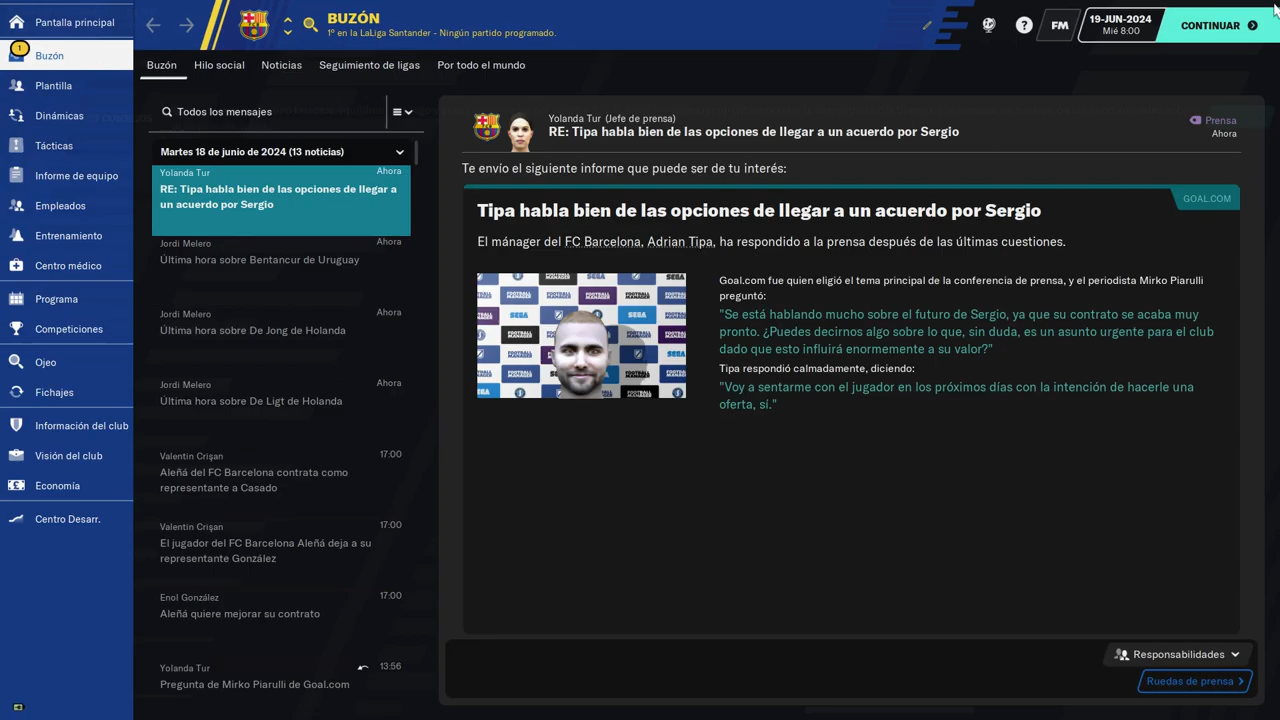 Pantalla principal
1
Buzón
Plantilla
Dinámicas
Tácticas
Informe de equipo
Empleados
Entrenamiento
Centro médico
Programa
Competiciones
Ojeo
Fichajes
Información del club
Visión del club
Economía
Centro Desarr.
BUZÓN
1º en la LaLiga Santander - Ningún partido programado.
FM
19-JUN-2024
Mié 8:00
CONTINUAR
Buzón
Hilo social
Noticias
Seguimiento de ligas
Por todo el mundo
Todos los mensajes
Martes 18 de junio de 2024 (13 noticias)
Yolanda Tur
Ahora
RE: Tipa habla bien de las opciones de llegar a
un acuerdo por Sergio
Jordi Melero
Ahora
Última hora sobre Bentancur de Uruguay
Jordi Melero
Ahora
Última hora sobre De Jong de Holanda
Jordi Melero
Ahora
Última hora sobre De Ligt de Holanda
Valentin Crișan
17:00
Aleñá del FC Barcelona contrata como
representante a Casado
Valentin Crișan
17:00
El jugador del FC Barcelona Aleñá deja a su
representante González
Enol González
17:00
Aleñá quiere mejorar su contrato
Yolanda Tur
13:56
Pregunta de Mirko Piarulli de Goal.com
Yolanda Tur (Jefe de prensa)
RE: Tipa habla bien de las opciones de llegar a un acuerdo por Sergio
Prensa
Ahora
Te envío el siguiente informe que puede ser de tu interés:
GOAL.COM
Tipa habla bien de las opciones de llegar a un acuerdo por Sergio
El mánager del FC Barcelona, Adrian Tipa, ha respondido a la prensa después de las últimas cuestiones.
SEGA
FOOTBALL MANAGER
Goal.com fue quien eligió el tema principal de la conferencia de prensa, y el periodista Mirko Piarulli
preguntó:
"Se está hablando mucho sobre el futuro de Sergio, ya que su contrato se acaba muy
pronto. ¿Puedes decirnos algo sobre lo que, sin duda, es un asunto urgente para el club
dado que esto influirá enormemente a su valor?"
Tipa respondió calmadamente, diciendo:
"Voy a sentarme con el jugador en los próximos días con la intención de hacerle una
oferta, sí."
Responsabilidades
Ruedas de prensa